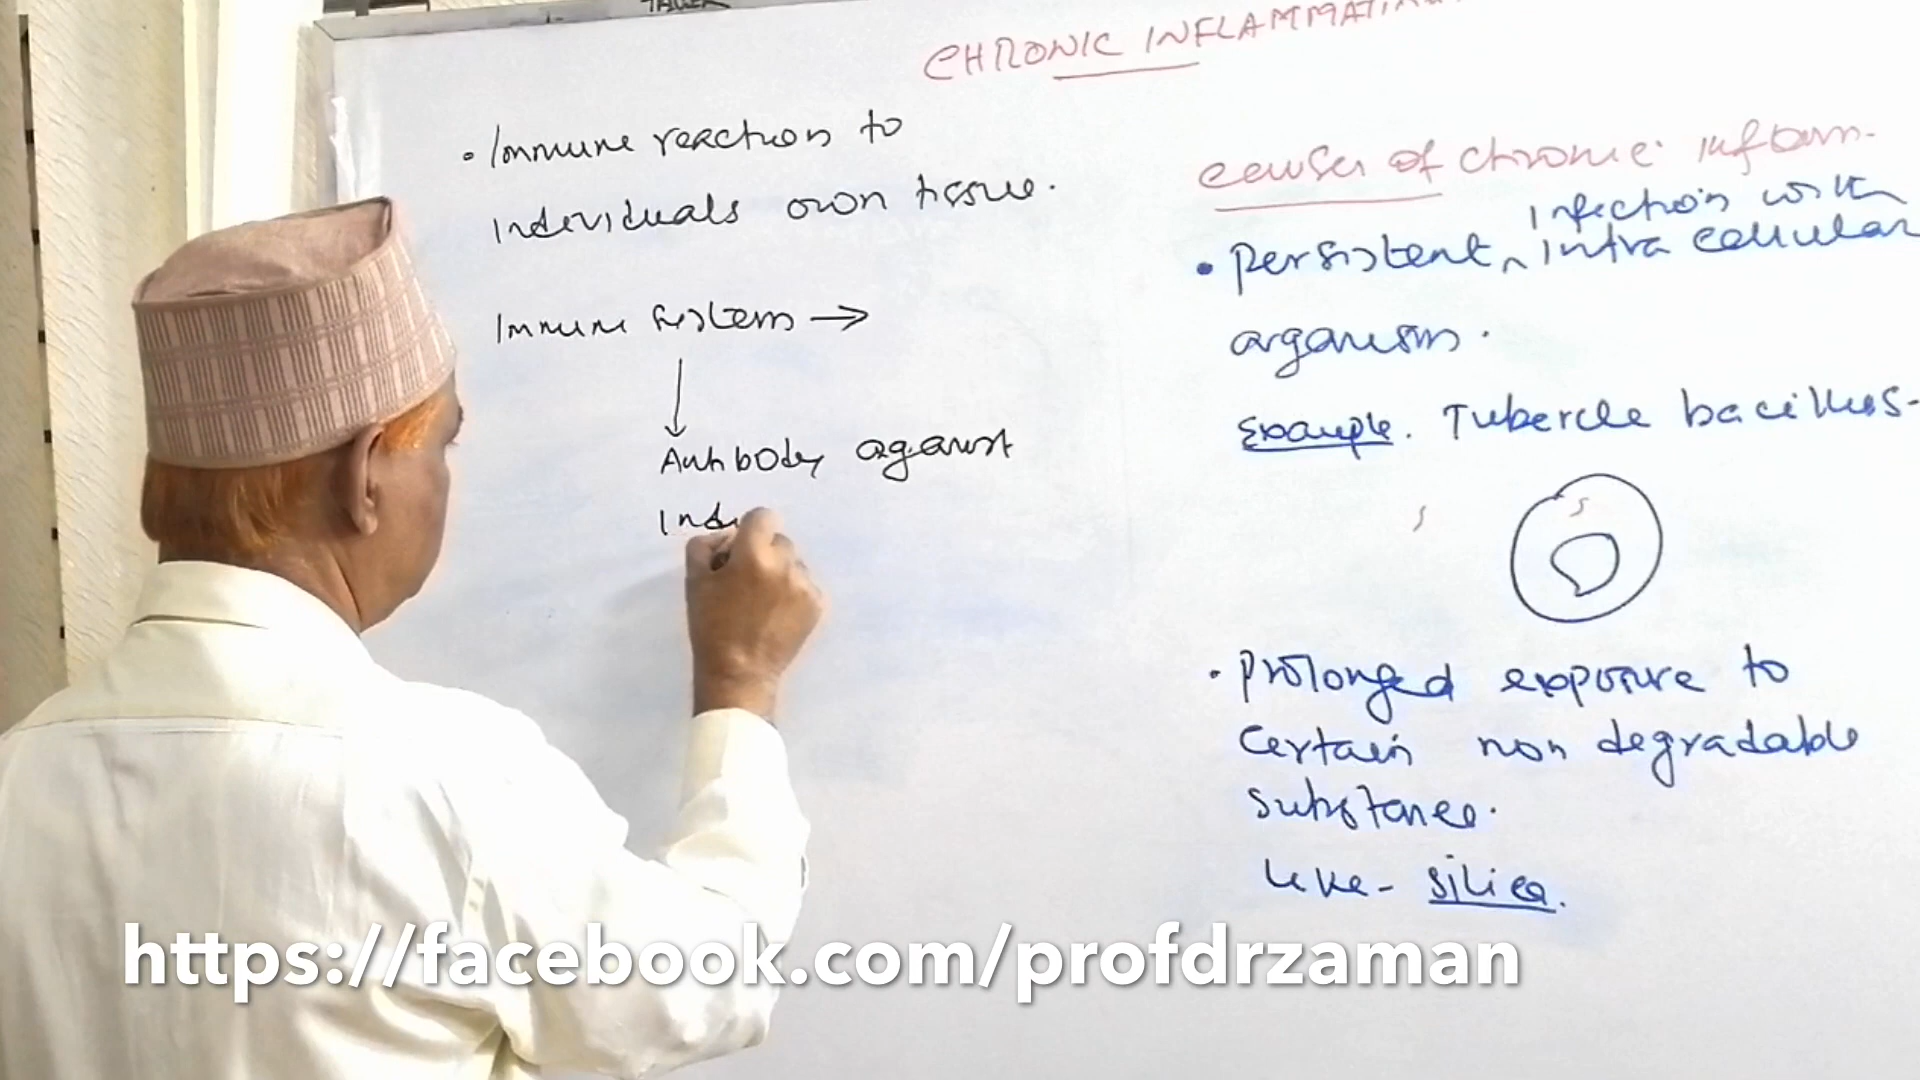 CHRONIC INFLAMMATI
• Immune reaction to
individuals own tissue.
Immune system →
↓
Antibody against
Indi
causes of chronic inflam.
infection with
• Persistent ^ intra cellular
organism.
Example. Tubercle bacillus.
• Prolonged exposure to
certain non degradable
substance.
like - silica.
https://facebook.com/profdrzaman